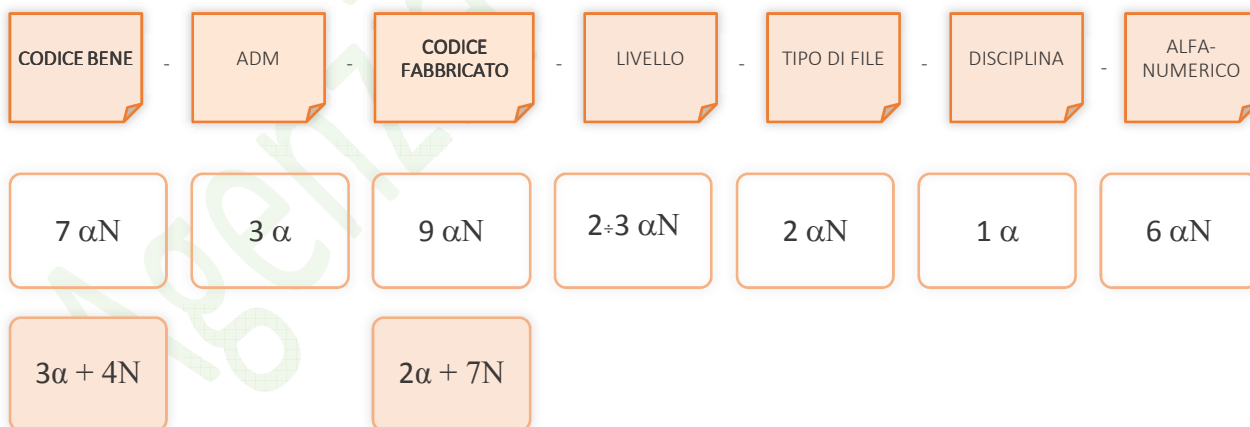 CODICE BENE - ADM - CODICE FABBRICATO - LIVELLO - TIPO DI FILE - DISCIPLINA - ALFA-NUMERICO
7 αN 3 α 9 αN 2÷3 αN 2 αN 1 α 6 αN
3α + 4N 2α + 7N
Agenz